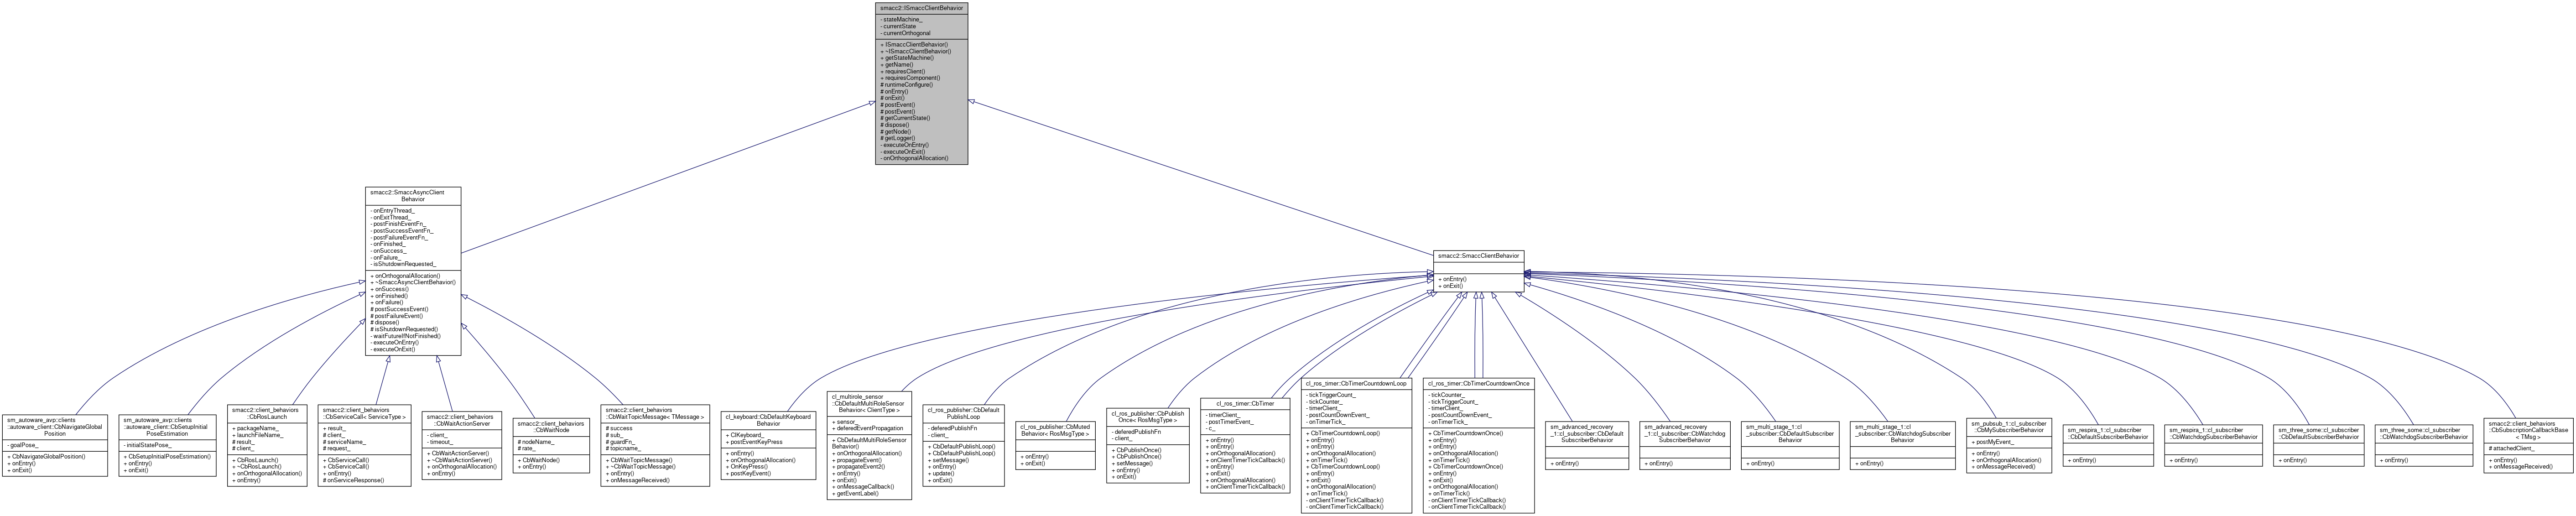 smacc2::ISmaccClientBehavior
- stateMachine_
- currentState
- currentOrthogonal
+ ISmaccClientBehavior()
+ ~ISmaccClientBehavior()
+ getStateMachine()
+ getName()
+ requiresClient()
+ requiresComponent()
# runtimeConfigure()
# onEntry()
# onExit()
# postEvent()
# postEvent()
# getCurrentState()
# dispose()
# getNode()
# getLogger()
- executeOnEntry()
- executeOnExit()
- onOrthogonalAllocation()
smacc2::SmaccAsyncClient
Behavior
- onEntryThread_
- onExitThread_
- postFinishEventFn_
- postSuccessEventFn_
- postFailureEventFn_
- onFinished_
- onSuccess_
- onFailure_
- isShutdownRequested_
+ onOrthogonalAllocation()
+ ~SmaccAsyncClientBehavior()
+ onSuccess()
+ onFinished()
+ onFailure()
# postSuccessEvent()
# postFailureEvent()
# dispose()
# isShutdownRequested()
- waitFutureIfNotFinished()
- executeOnEntry()
- executeOnExit()
smacc2::SmaccClientBehavior
+ onEntry()
+ onExit()
sm_autoware_avp::clients
::autoware_client::CbNavigateGlobal
Position
- goalPose_
+ CbNavigateGlobalPosition()
+ onEntry()
+ onExit()
sm_autoware_avp::clients
::autoware_client::CbSetupInitial
PoseEstimation
- initialStatePose_
+ CbSetupInitialPoseEstimation()
+ onEntry()
+ onExit()
smacc2::client_behaviors
::CbRosLaunch
+ packageName_
+ launchFileName_
# result_
# client_
+ CbRosLaunch()
+ ~CbRosLaunch()
+ onOrthogonalAllocation()
+ onEntry()
smacc2::client_behaviors
::CbServiceCall< ServiceType >
+ result_
# client_
# serviceName_
# request_
+ CbServiceCall()
+ CbServiceCall()
+ onEntry()
# onServiceResponse()
smacc2::client_behaviors
::CbWaitActionServer
- client_
- timeout_
+ CbWaitActionServer()
+ ~CbWaitActionServer()
+ onOrthogonalAllocation()
+ onEntry()
smacc2::client_behaviors
::CbWaitNode
# nodeName_
# rate_
+ CbWaitNode()
+ onEntry()
smacc2::client_behaviors
::CbWaitTopicMessage< TMessage >
# success
# sub_
# guardFn_
# topicname_
+ CbWaitTopicMessage()
+ ~CbWaitTopicMessage()
+ onEntry()
+ onMessageReceived()
cl_keyboard::CbDefaultKeyboard
Behavior
+ ClKeyboard_
+ postEventKeyPress
+ onEntry()
+ onOrthogonalAllocation()
+ OnKeyPress()
+ postKeyEvent()
cl_multirole_sensor
::CbDefaultMultiRoleSensor
Behavior< ClientType >
+ sensor_
+ deferedEventPropagation
+ CbDefaultMultiRoleSensor
Behavior()
+ onOrthogonalAllocation()
+ propagateEvent()
+ propagateEvent2()
+ onEntry()
+ onExit()
+ onMessageCallback()
+ getEventLabel()
cl_ros_publisher::CbDefault
PublishLoop
- deferedPublishFn
- client_
+ CbDefaultPublishLoop()
+ CbDefaultPublishLoop()
+ setMessage()
+ onEntry()
+ update()
+ onExit()
cl_ros_publisher::CbMuted
Behavior< RosMsgType >
+ onEntry()
+ onExit()
cl_ros_publisher::CbPublish
Once< RosMsgType >
- deferedPublishFn
- client_
+ CbPublishOnce()
+ CbPublishOnce()
+ setMessage()
+ onEntry()
+ onExit()
cl_ros_timer::CbTimer
- timerClient_
- postTimerEvent_
- c_
+ onEntry()
+ onExit()
+ onOrthogonalAllocation()
+ onClientTimerTickCallback()
+ onEntry()
+ onExit()
+ onOrthogonalAllocation()
+ onClientTimerTickCallback()
cl_ros_timer::CbTimerCountdownLoop
- tickTriggerCount_
- tickCounter_
- timerClient_
- postCountDownEvent_
- onTimerTick_
+ CbTimerCountdownLoop()
+ onEntry()
+ onExit()
+ onOrthogonalAllocation()
+ onTimerTick()
+ CbTimerCountdownLoop()
+ onEntry()
+ onExit()
+ onOrthogonalAllocation()
+ onTimerTick()
- onClientTimerTickCallback()
- onClientTimerTickCallback()
cl_ros_timer::CbTimerCountdownOnce
- tickCounter_
- tickTriggerCount_
- timerClient_
- postCountDownEvent_
- onTimerTick_
+ CbTimerCountdownOnce()
+ onEntry()
+ onExit()
+ onOrthogonalAllocation()
+ onTimerTick()
+ CbTimerCountdownOnce()
+ onEntry()
+ onExit()
+ onOrthogonalAllocation()
+ onTimerTick()
- onClientTimerTickCallback()
- onClientTimerTickCallback()
sm_advanced_recovery
_1::cl_subscriber::CbDefault
SubscriberBehavior
+ onEntry()
sm_advanced_recovery
_1::cl_subscriber::CbWatchdog
SubscriberBehavior
+ onEntry()
sm_multi_stage_1::cl
_subscriber::CbDefaultSubscriber
Behavior
+ onEntry()
sm_multi_stage_1::cl
_subscriber::CbWatchdogSubscriber
Behavior
+ onEntry()
sm_pubsub_1::cl_subscriber
::CbMySubscriberBehavior
+ postMyEvent_
+ onEntry()
+ onOrthogonalAllocation()
+ onMessageReceived()
sm_respira_1::cl_subscriber
::CbDefaultSubscriberBehavior
+ onEntry()
sm_respira_1::cl_subscriber
::CbWatchdogSubscriberBehavior
+ onEntry()
sm_three_some::cl_subscriber
::CbDefaultSubscriberBehavior
+ onEntry()
sm_three_some::cl_subscriber
::CbWatchdogSubscriberBehavior
+ onEntry()
smacc2::client_behaviors
::CbSubscriptionCallbackBase
< TMsg >
# attachedClient_
+ onEntry()
+ onMessageReceived()